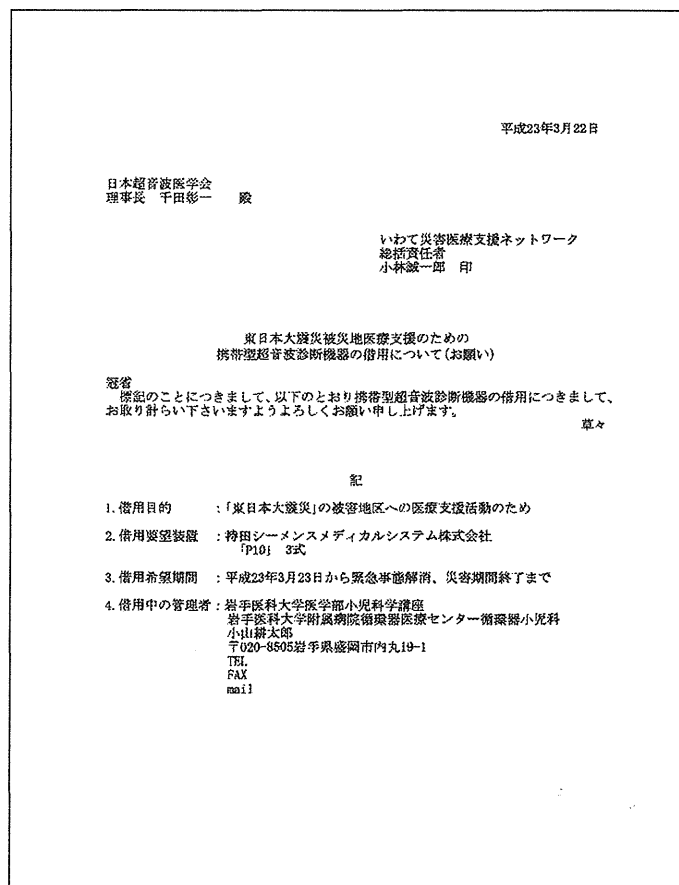 平成23年3月22日
日本超音波医学会
理事長　千田彰一　　殿
いわて災害医療支援ネットワーク
総括責任者
小林誠一郎　印
東日本大震災被災地医療支援のための
携帯型超音波診断機器の借用について(お願い)
冠省
標記のことにつきまして、以下のとおり携帯型超音波診断機器の借用につきまして、
お取り計らい下さいますようよろしくお願い申し上げます。
草々
記
1. 借用目的　：「東日本大震災」の被害地区への医療支援活動のため
2. 借用要望装置　：持田シーメンスメディカルシステム株式会社
「P10」　3式
3. 借用希望期間　：平成23年3月23日から緊急事態解消、災害期間終了まで
4. 借用中の管理者：岩手医科大学医学部小児科学講座
岩手医科大学附属病院循環器医療センター循環器小児科
小山耕太郎
〒020-8505岩手県盛岡市内丸19-1
TEL
FAX
mail